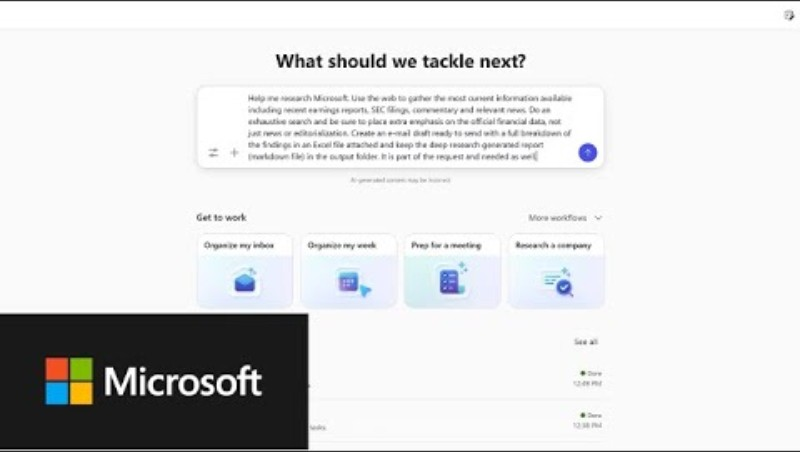 What should we tackle next?
Help me research Microsoft. Use the web to gather the most current information available
including recent earnings reports, SEC filings, commentary and relevant news. Do an
exhaustive search and be sure to place extra emphasis on the official financial data, not
just news or editorialization. Create an e-mail draft ready to send with a full breakdown of
the findings in an Excel file attached and keep the deep research generated report
(markdown file) in the output folder. It is part of the request and needed as well
AI-generated content may be incorrect
Get to work
More workflows
Organize my inbox
Organize my week
Prep for a meeting
Research a company
See all
Done
12:49 PM
Done
12:38 PM
tasks.
Microsoft